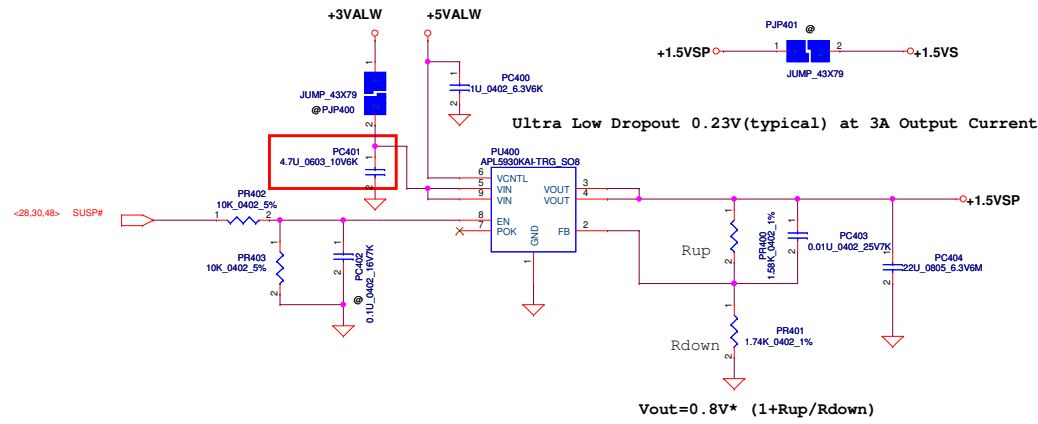 +3VALW
+5VALW
PJP401
@
+1.5VSP
1
2
+1.5VS
JUMP_43X79
1
JUMP_43X79
@PJP400
2
1
2
PC400
1U_0402_6.3V6K
Ultra Low Dropout 0.23V(typical) at 3A Output Current
PC401
4.7U_0603_10V6K
1
2
PU400
APL5930KAI-TRG_SO8
6
VCNTL
5
VIN
9
VIN
VOUT
3
VOUT
4
8
EN
7
POK
GND
1
FB
2
+1.5VSP
<28,30,48>
SUSP#
PR402
10K_0402_5%
1
2
PR403
10K_0402_5%
1
2
1
2
@
PC402
0.1U_0402_16V7K
Rup
1
2
PR400
1.58K_0402_1%
1
2
PC403
0.01U_0402_25V7K
1
2
PC404
22U_0805_6.3V6M
Rdown
1
2
PR401
1.74K_0402_1%
Vout=0.8V* (1+Rup/Rdown)